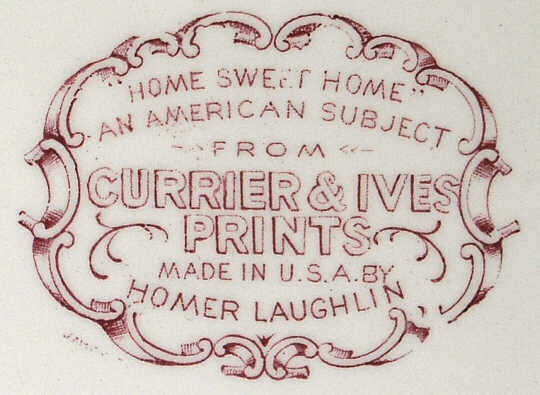 "HOME SWEET HOME"
AN AMERICAN SUBJECT
FROM
CURRIER & IVES
PRINTS
MADE IN U.S.A. BY
HOMER LAUGHLIN